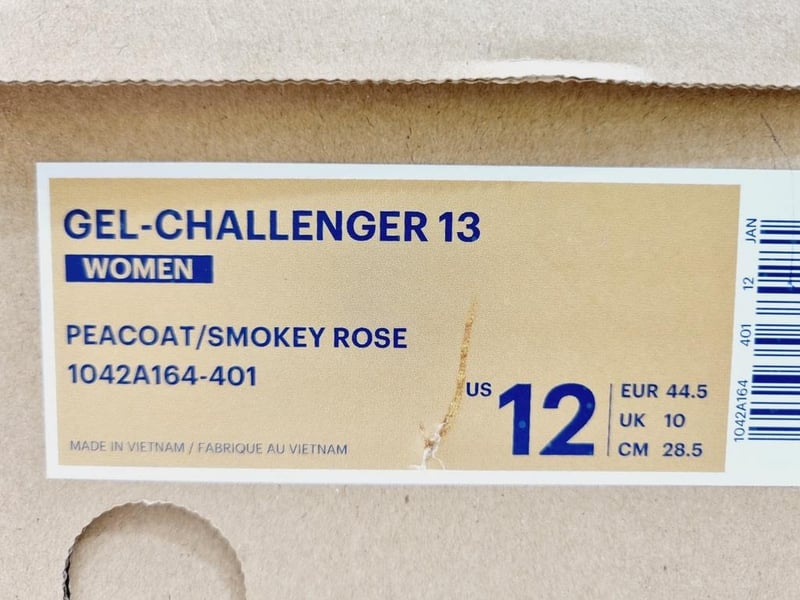 GEL-CHALLENGER 13
WOMEN
PEACOAT/SMOKEY ROSE
1042A164-401
MADE IN VIETNAM / FABRIQUE AU VIETNAM
US 12
EUR 44.5
UK 10
CM 28.5
1042A164 401 12 JAN